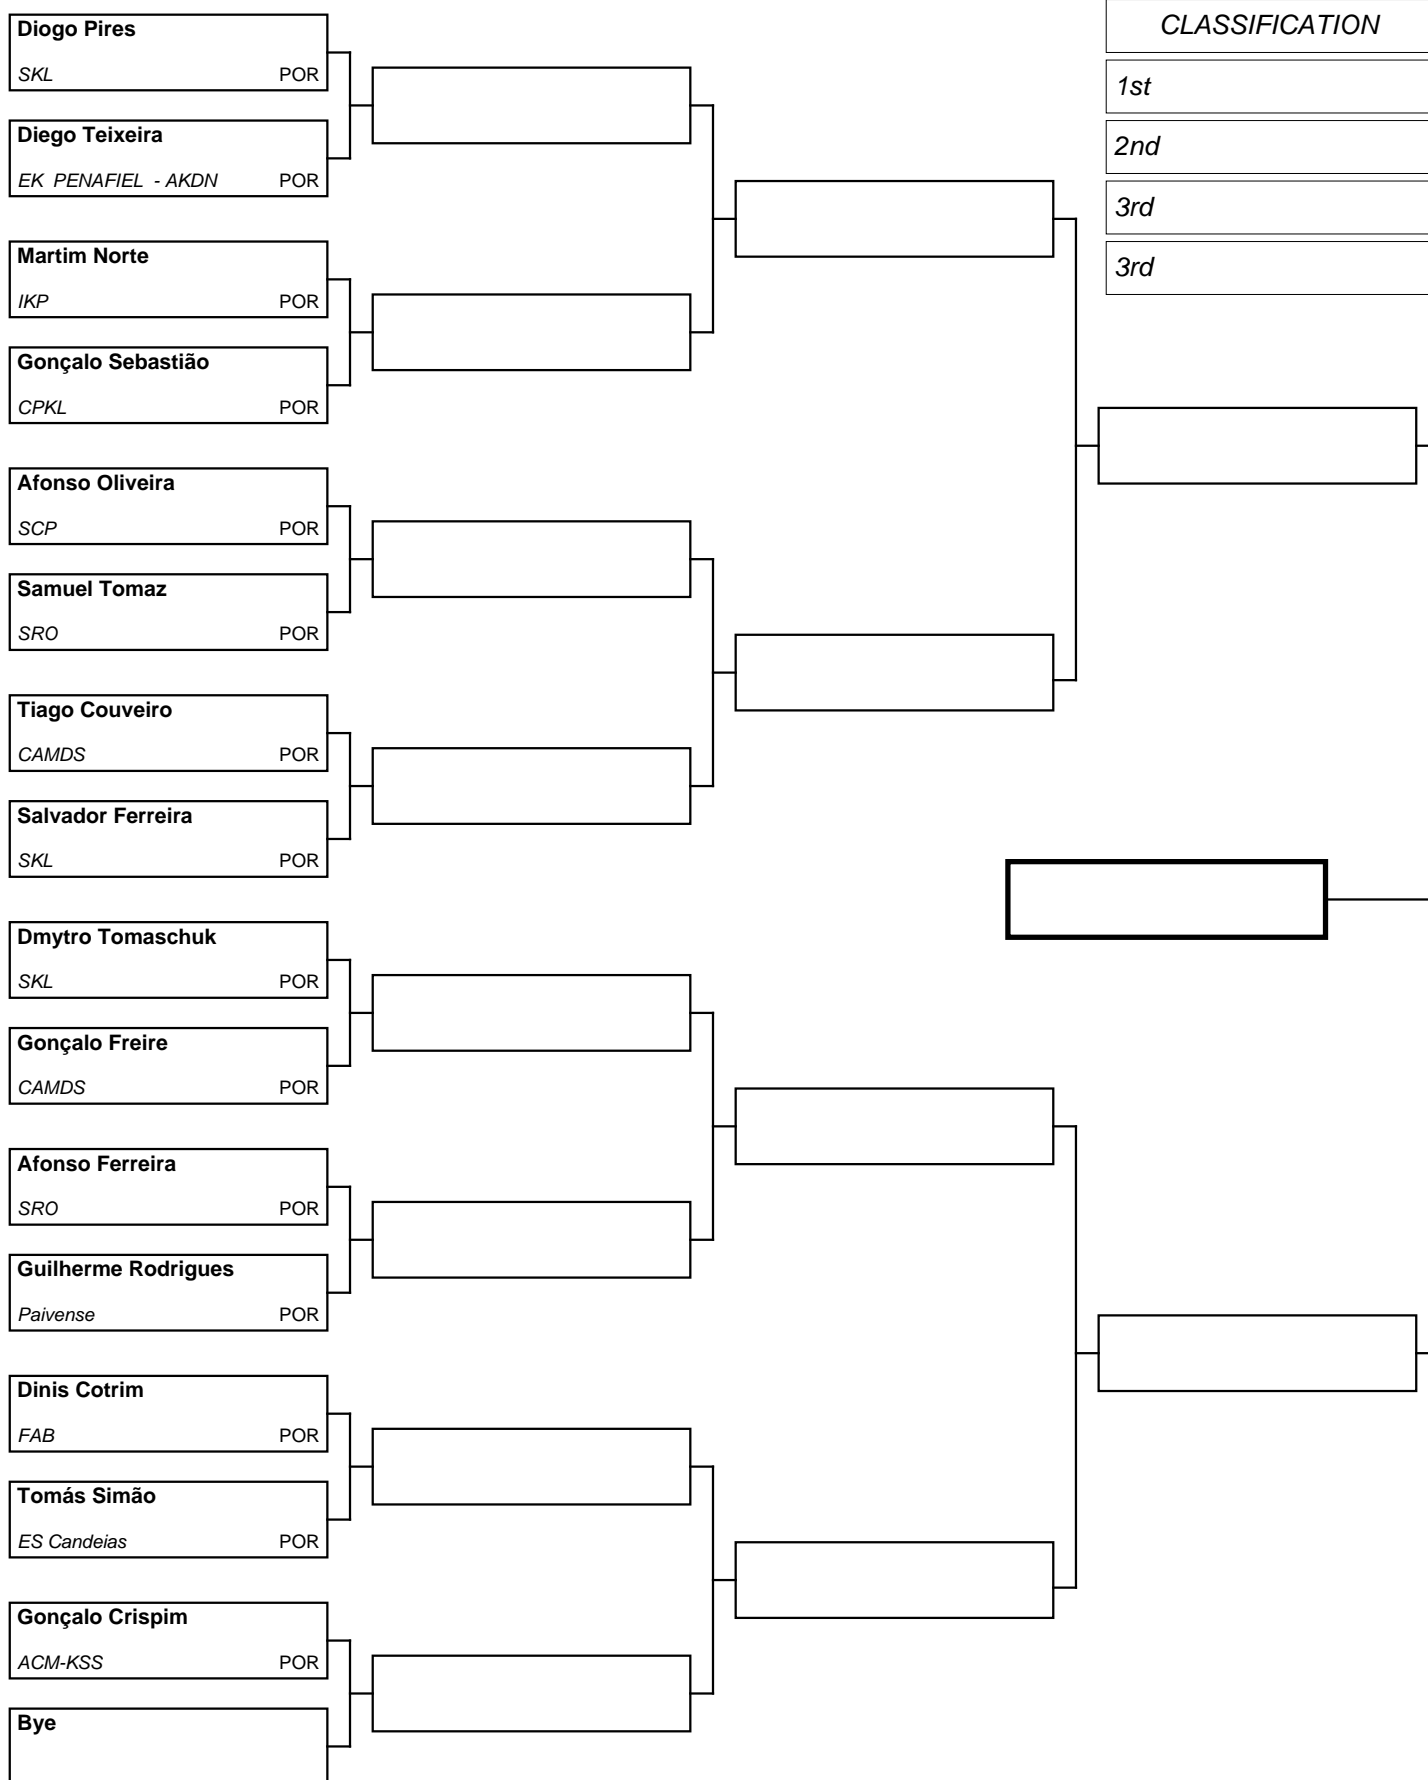 Diogo Pires
SKL POR
Diego Teixeira
EK PENAFIEL - AKDN POR
Martim Norte
IKP POR
Gonçalo Sebastião
CPKL POR
Afonso Oliveira
SCP POR
Samuel Tomaz
SRO POR
Tiago Couveiro
CAMDS POR
Salvador Ferreira
SKL POR
Dmytro Tomaschuk
SKL POR
Gonçalo Freire
CAMDS POR
Afonso Ferreira
SRO POR
Guilherme Rodrigues
Paivense POR
Dinis Cotrim
FAB POR
Tomás Simão
ES Candeias POR
Gonçalo Crispim
ACM-KSS POR
Bye
CLASSIFICATION
1st
2nd
3rd
3rd